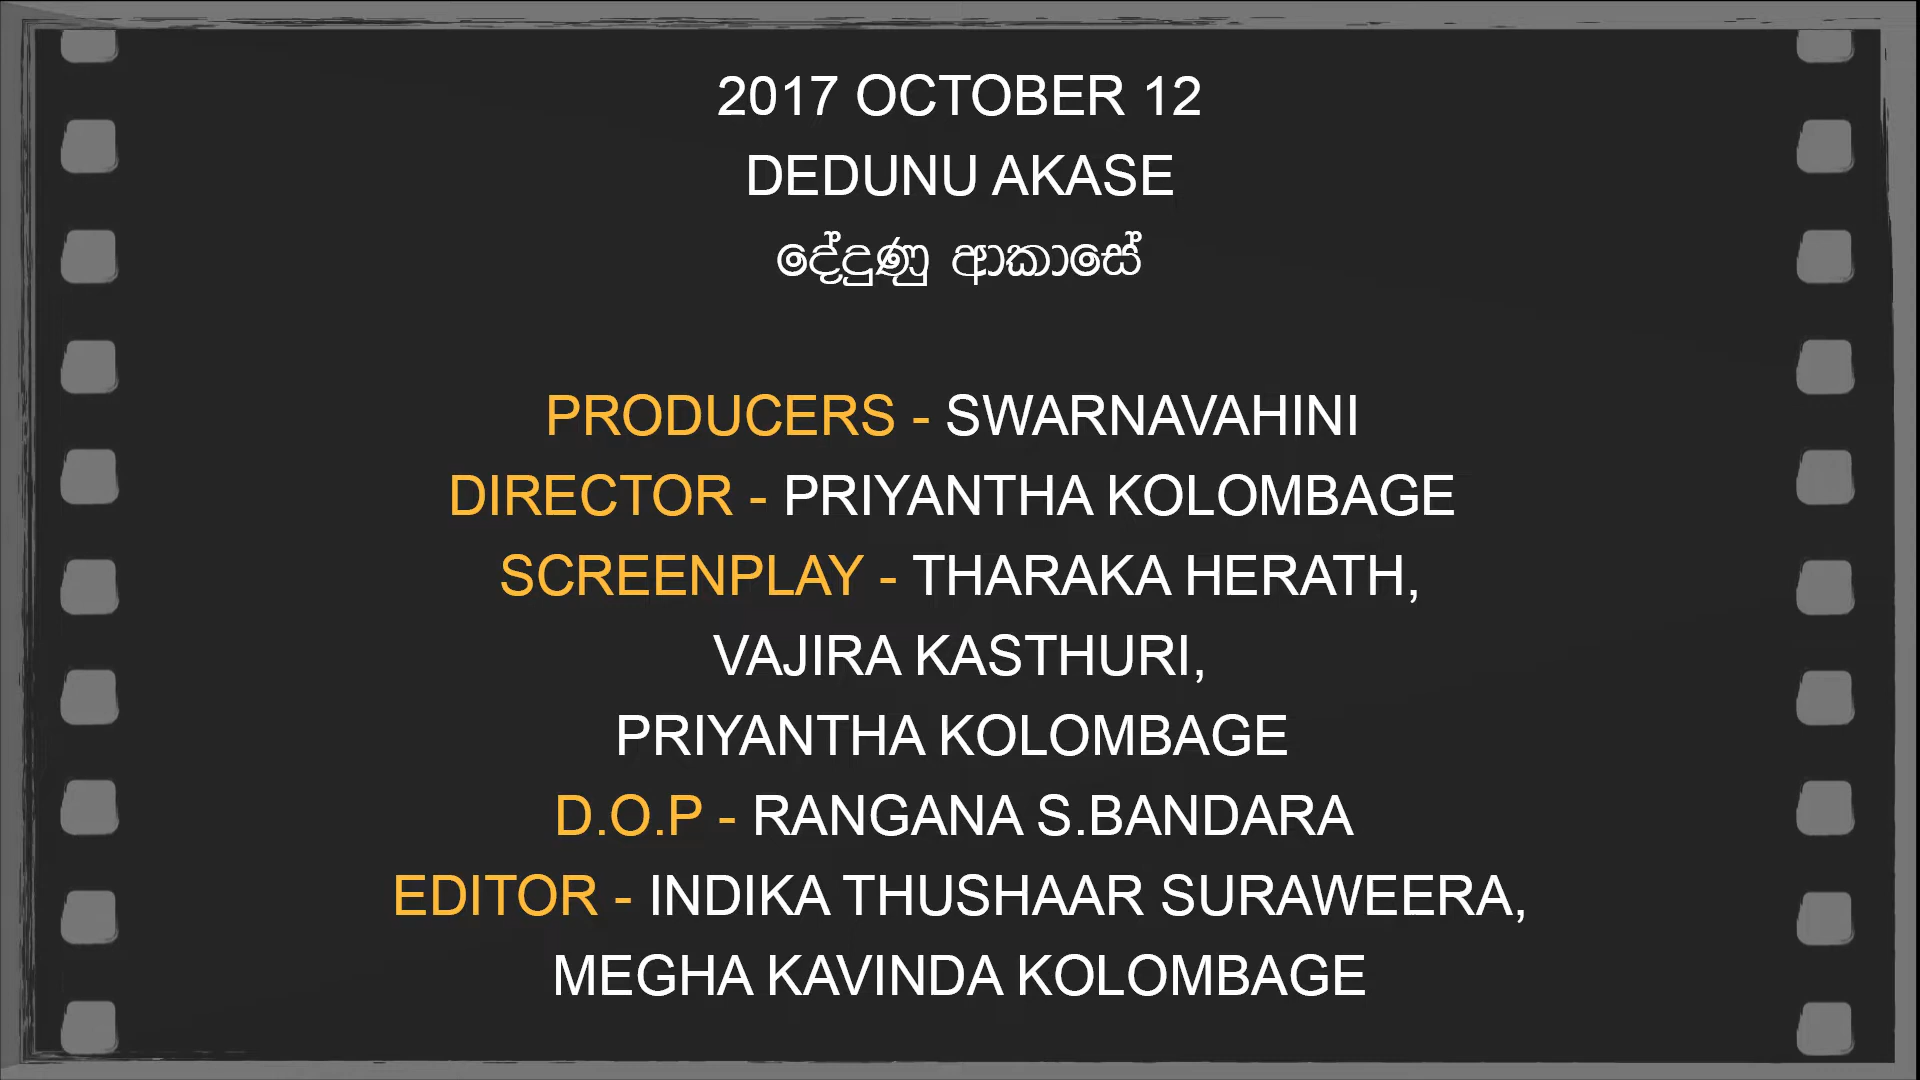 2017 OCTOBER 12
DEDUNU AKASE
දේදුණු ආකාසේ
PRODUCERS - SWARNAVAHINI
DIRECTOR - PRIYANTHA KOLOMBAGE
SCREENPLAY - THARAKA HERATH,
VAJIRA KASTHURI,
PRIYANTHA KOLOMBAGE
D.O.P - RANGANA S.BANDARA
EDITOR - INDIKA THUSHAAR SURAWEERA,
MEGHA KAVINDA KOLOMBAGE